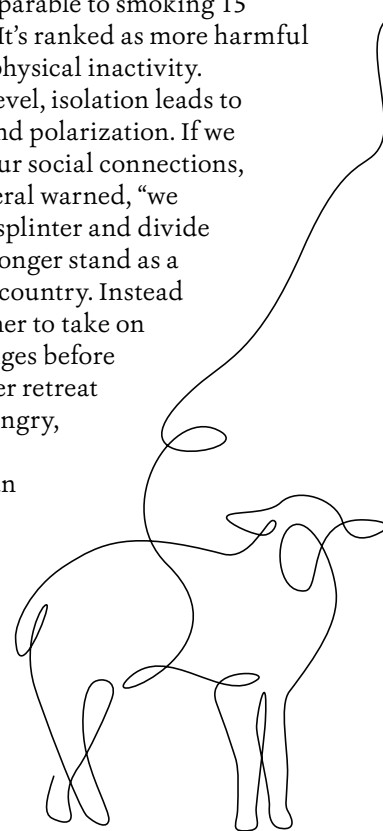 parable to smoking 15
It’s ranked as more harmful
physical inactivity.
evel, isolation leads to
nd polarization. If we
ur social connections,
eral warned, “we
splinter and divide
onger stand as a
country. Instead
her to take on
ges before
er retreat
ngry,
an